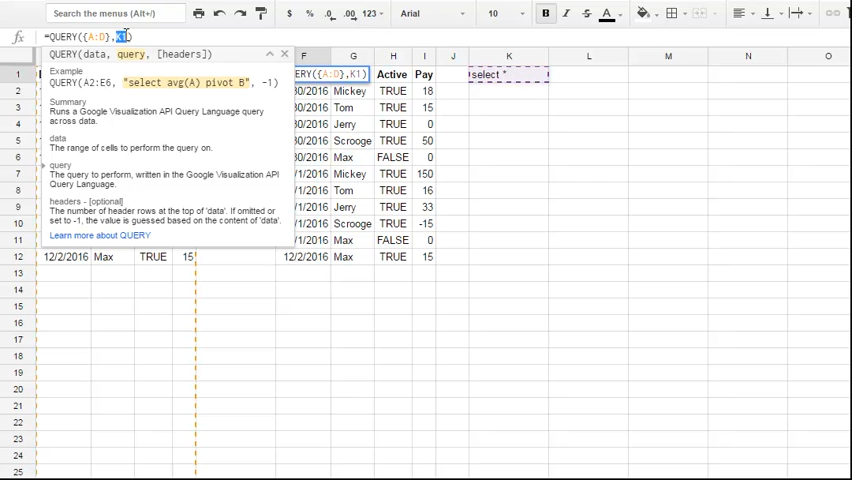 Search the menus (Alt+/) $ % .0 .00 123 Arial 10 B I S A
fx =QUERY({A:D},K1)
QUERY(data, query, [headers])
Example
QUERY(A2:E6, "select avg(A) pivot B", -1)
Summary
Runs a Google Visualization API Query Language query
across data.
data
The range of cells to perform the query on.
query
The query to perform, written in the Google Visualization API
Query Language.
headers - [optional]
The number of header rows at the top of 'data'. If omitted or
set to -1, the value is guessed based on the content of 'data'.
Learn more about QUERY
F G H I J K L M N O
1 ERY({A:D},K1) Active Pay select *
2 30/2016 Mickey TRUE 18
3 30/2016 Tom TRUE 15
4 30/2016 Jerry TRUE 0
5 30/2016 Scrooge TRUE 50
6 30/2016 Max FALSE 0
7 /1/2016 Mickey TRUE 150
8 /1/2016 Tom TRUE 16
9 /1/2016 Jerry TRUE 33
10 /1/2016 Scrooge TRUE -15
11 /1/2016 Max FALSE 0
12 12/2/2016 Max TRUE 15 12/2/2016 Max TRUE 15
13
14
15
16
17
18
19
20
21
22
23
24
25